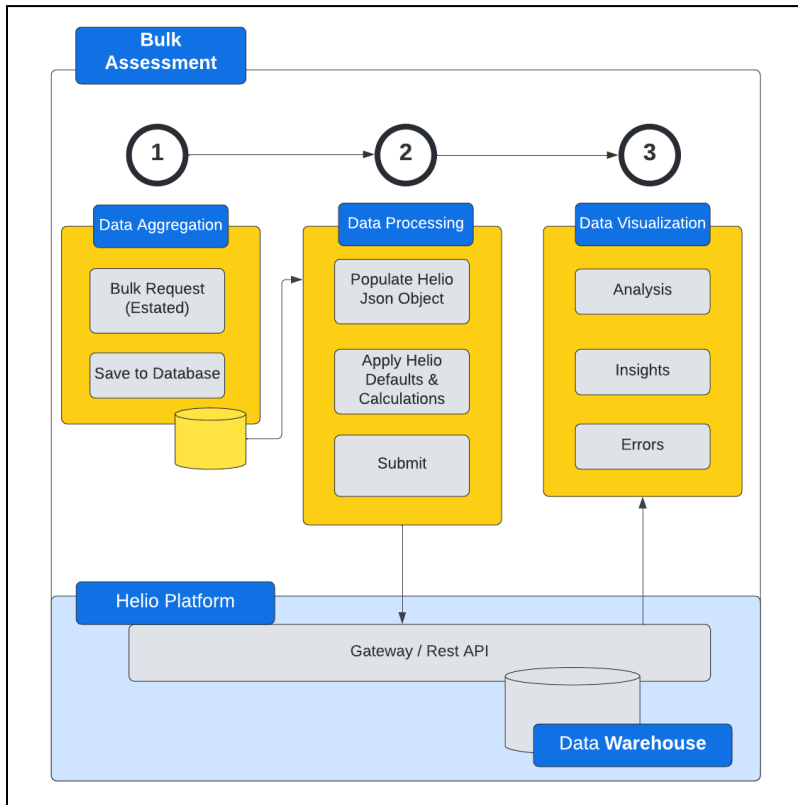 Bulk
Assessment
1
2
3
Data Aggregation
Bulk Request
(Estated)
Save to Database
Data Processing
Populate Helio
Json Object
Apply Helio
Defaults &
Calculations
Submit
Data Visualization
Analysis
Insights
Errors
Helio Platform
Gateway / Rest API
Data Warehouse